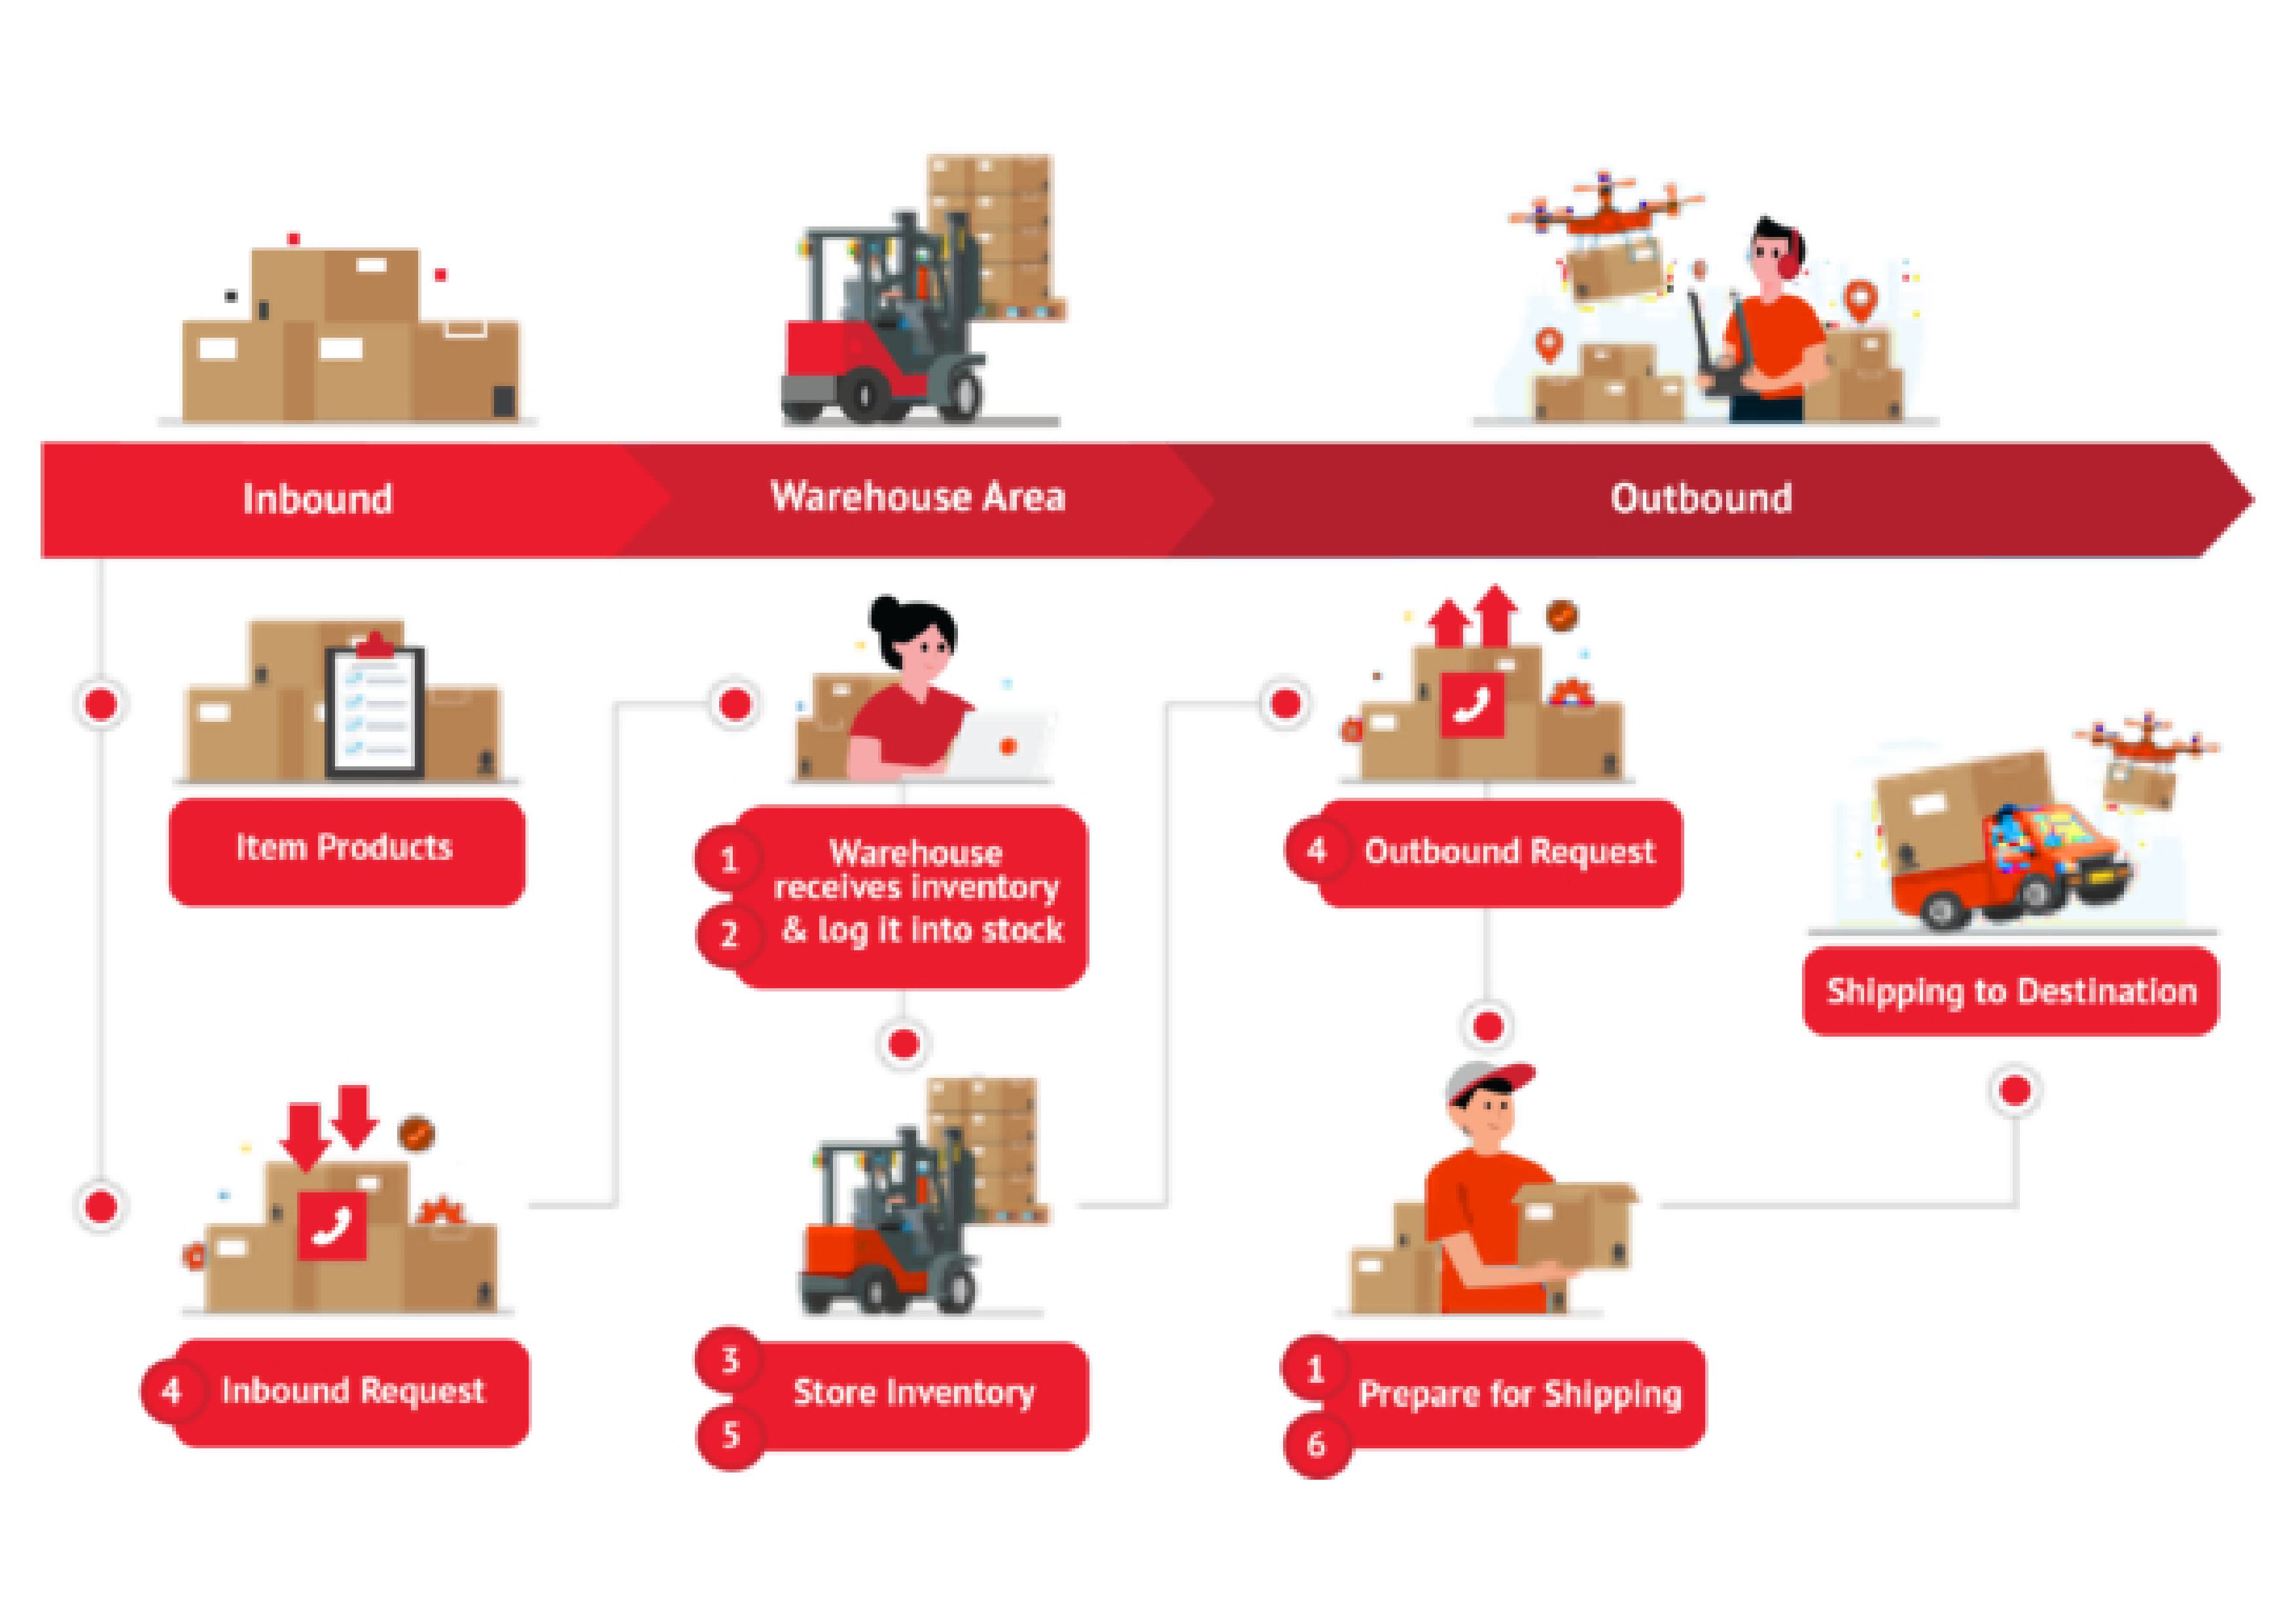 Inbound
Warehouse Area
Outbound
Item Products
1
Warehouse
receives inventory
2
& log it into stock
4
Outbound Request
Shipping to Destination
4
Inbound Request
3
Store Inventory
5
1
Prepare for Shipping
6